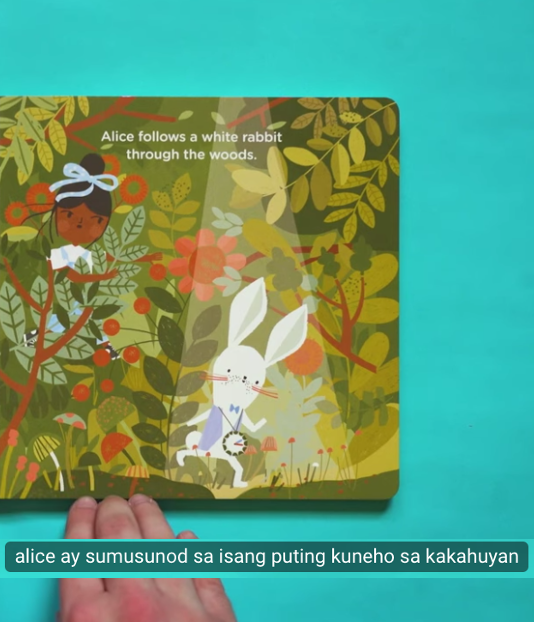 Alice follows a white rabbit
through the woods.
alice ay sumusunod sa isang puting kuneho sa kakahuyan